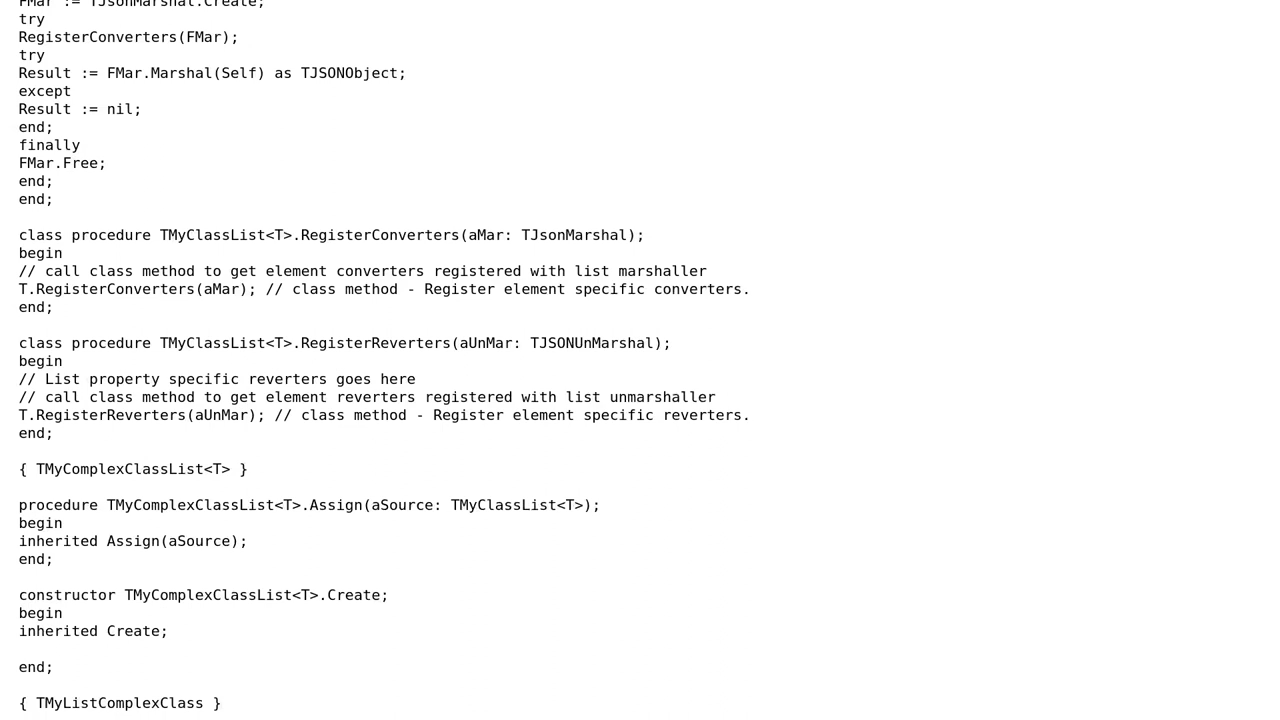 FMar := TJsonMarshal.Create;
try
RegisterConverters(FMar);
try
Result := FMar.Marshal(Self) as TJSONObject;
except
Result := nil;
end;
finally
FMar.Free;
end;
end;

class procedure TMyClassList<T>.RegisterConverters(aMar: TJsonMarshal);
begin
// call class method to get element converters registered with list marshaller
T.RegisterConverters(aMar); // class method - Register element specific converters.
end;

class procedure TMyClassList<T>.RegisterReverters(aUnMar: TJSONUnMarshal);
begin
// List property specific reverters goes here
// call class method to get element reverters registered with list unmarshaller
T.RegisterReverters(aUnMar); // class method - Register element specific reverters.
end;

{ TMyComplexClassList<T> }

procedure TMyComplexClassList<T>.Assign(aSource: TMyClassList<T>);
begin
inherited Assign(aSource);
end;

constructor TMyComplexClassList<T>.Create;
begin
inherited Create;

end;

{ TMyListComplexClass }